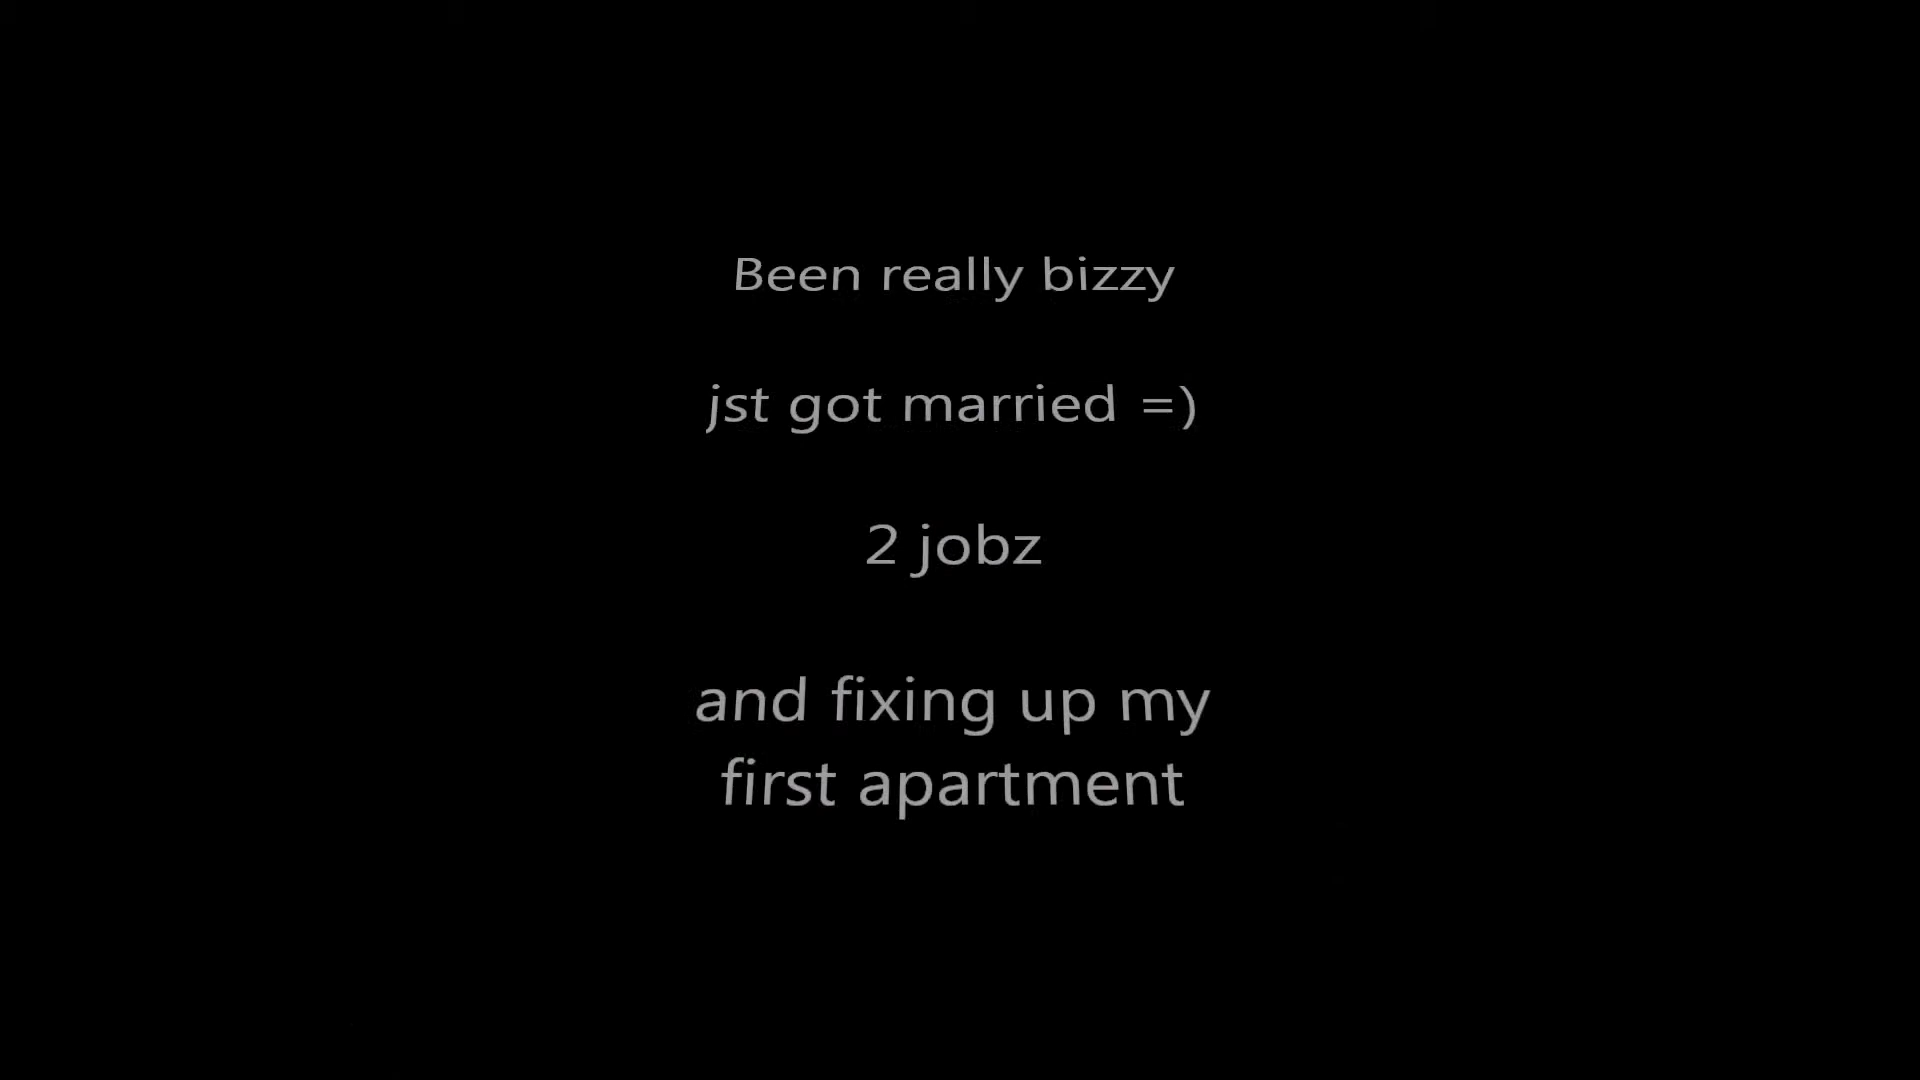 Been really bizzy
jst got married =)
2 jobz
and fixing up my
first apartment